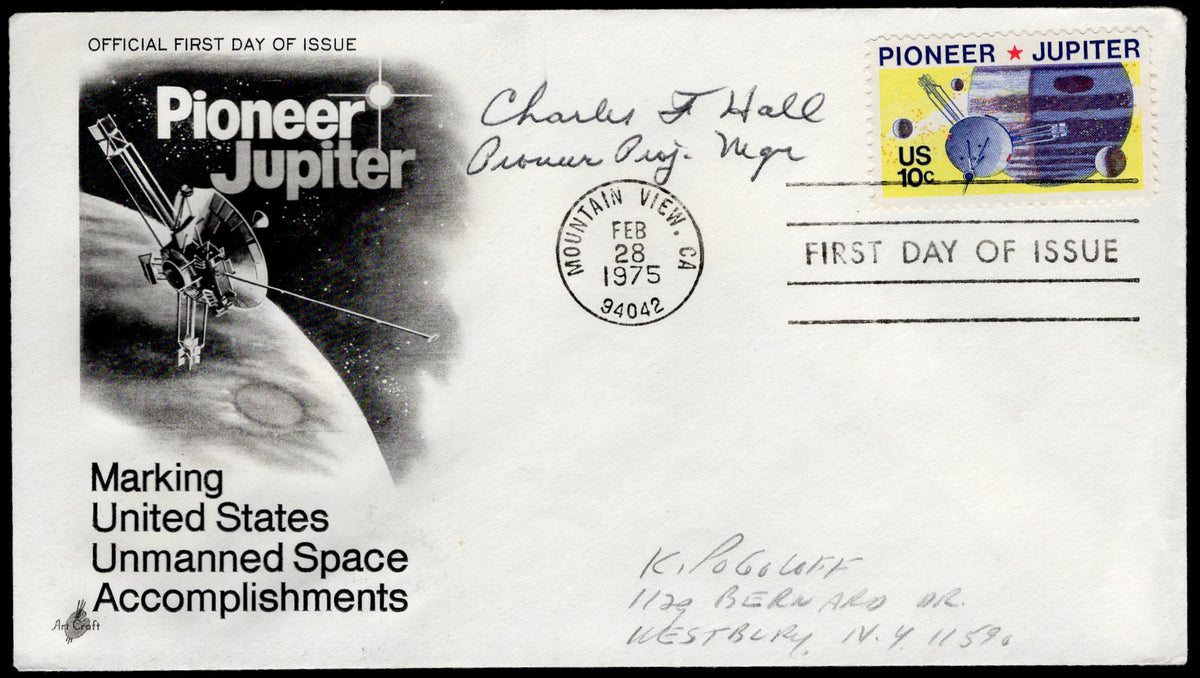 OFFICIAL FIRST DAY OF ISSUE
Pioneer
Jupiter
Charles F Hall
Pioneer Proj. Mgr
PIONEER ★ JUPITER
US
10c
MOUNTAIN VIEW, CA
FEB
28
1975
94042
FIRST DAY OF ISSUE
Marking
United States
Unmanned Space
Accomplishments
Art Craft
K. POGOLOFF
BERNARD DR.
WESTBURY, N.Y. 11590